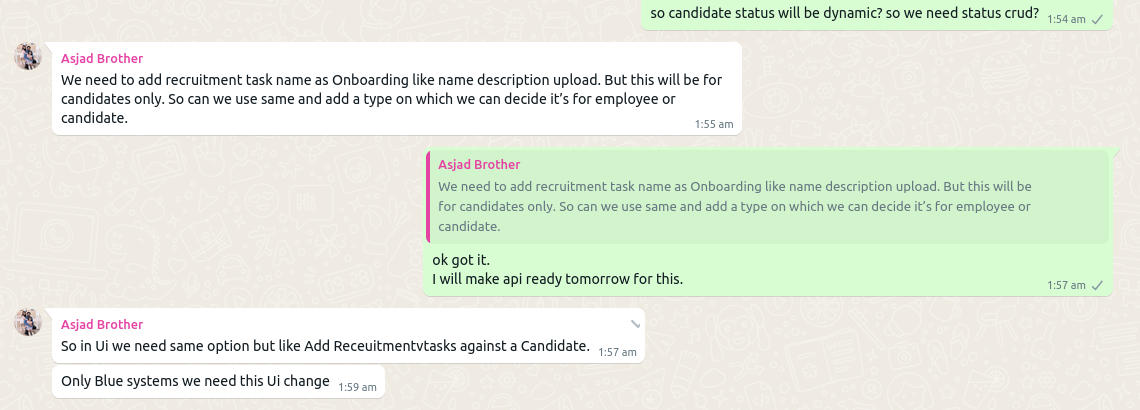 so candidate status will be dynamic? so we need status crud? 1:54 am
Asjad Brother
We need to add recruitment task name as Onboarding like name description upload. But this will be for
candidates only. So can we use same and add a type on which we can decide it’s for employee or
candidate.
1:55 am
Asjad Brother
We need to add recruitment task name as Onboarding like name description upload. But this will be
for candidates only. So can we use same and add a type on which we can decide it’s for employee or
candidate.
ok got it.
I will make api ready tomorrow for this.
1:57 am
Asjad Brother
So in Ui we need same option but like Add Receuitmentvtasks against a Candidate. 1:57 am
Only Blue systems we need this Ui change 1:59 am